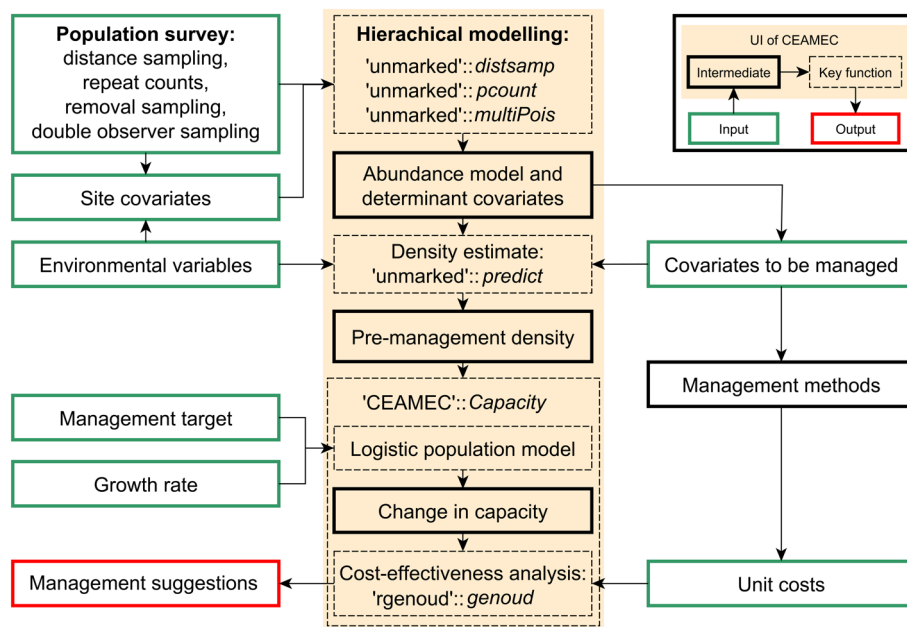 Population survey:
distance sampling,
repeat counts,
removal sampling,
double observer sampling
Site covariates
Environmental variables
Management target
Growth rate
Management suggestions
Hierachical modelling:
'unmarked'::distsamp
'unmarked'::pcount
'unmarked'::multiPois
Abundance model and
determinant covariates
Density estimate:
'unmarked'::predict
Pre-management density
'CEAMEC'::Capacity
Logistic population model
Change in capacity
Cost-effectiveness analysis:
'rgenoud'::genoud
UI of CEAMEC
Intermediate
Key function
Input
Output
Covariates to be managed
Management methods
Unit costs